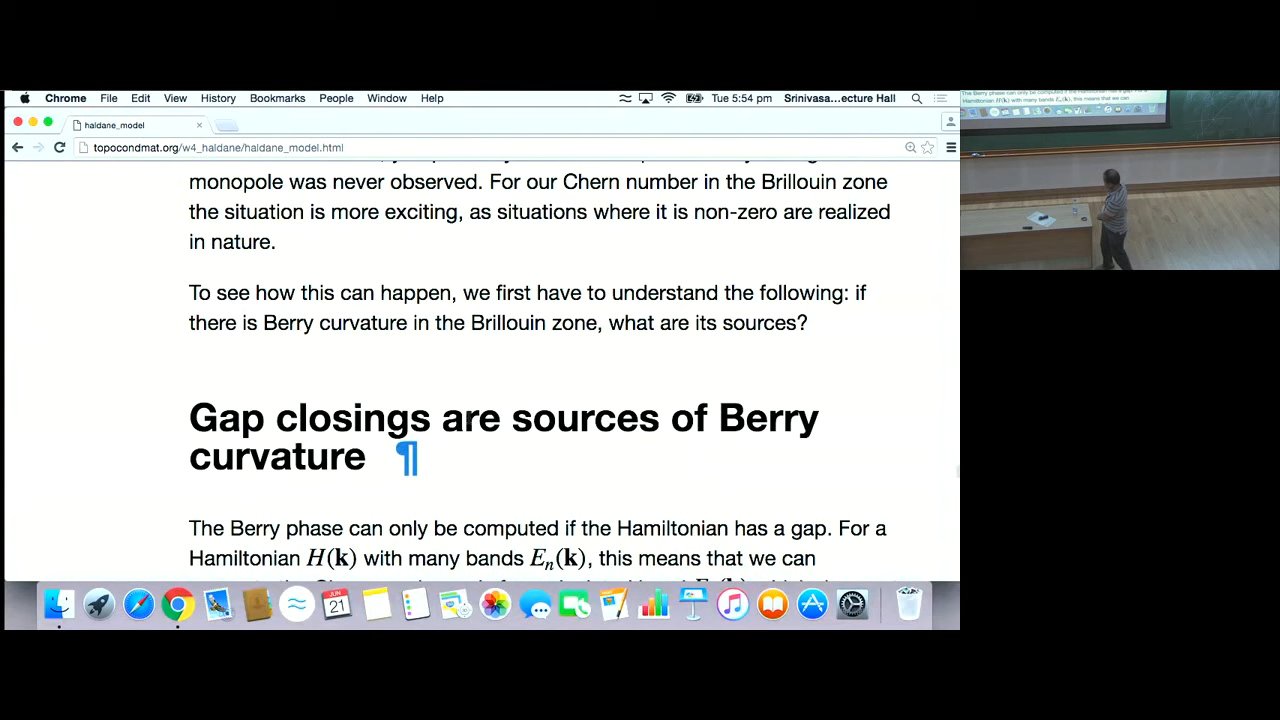 Chrome File Edit View History Bookmarks People Window Help Tue 5:54 pm Srinivasa...ecture Hall
haldane_model
topocondmat.org/w4_haldane/haldane_model.html
monopole was never observed. For our Chern number in the Brillouin zone
the situation is more exciting, as situations where it is non-zero are realized
in nature.
To see how this can happen, we first have to understand the following: if
there is Berry curvature in the Brillouin zone, what are its sources?
Gap closings are sources of Berry
curvature ¶
The Berry phase can only be computed if the Hamiltonian has a gap. For a
Hamiltonian H(k) with many bands Eₙ(k), this means that we can
JUN
21